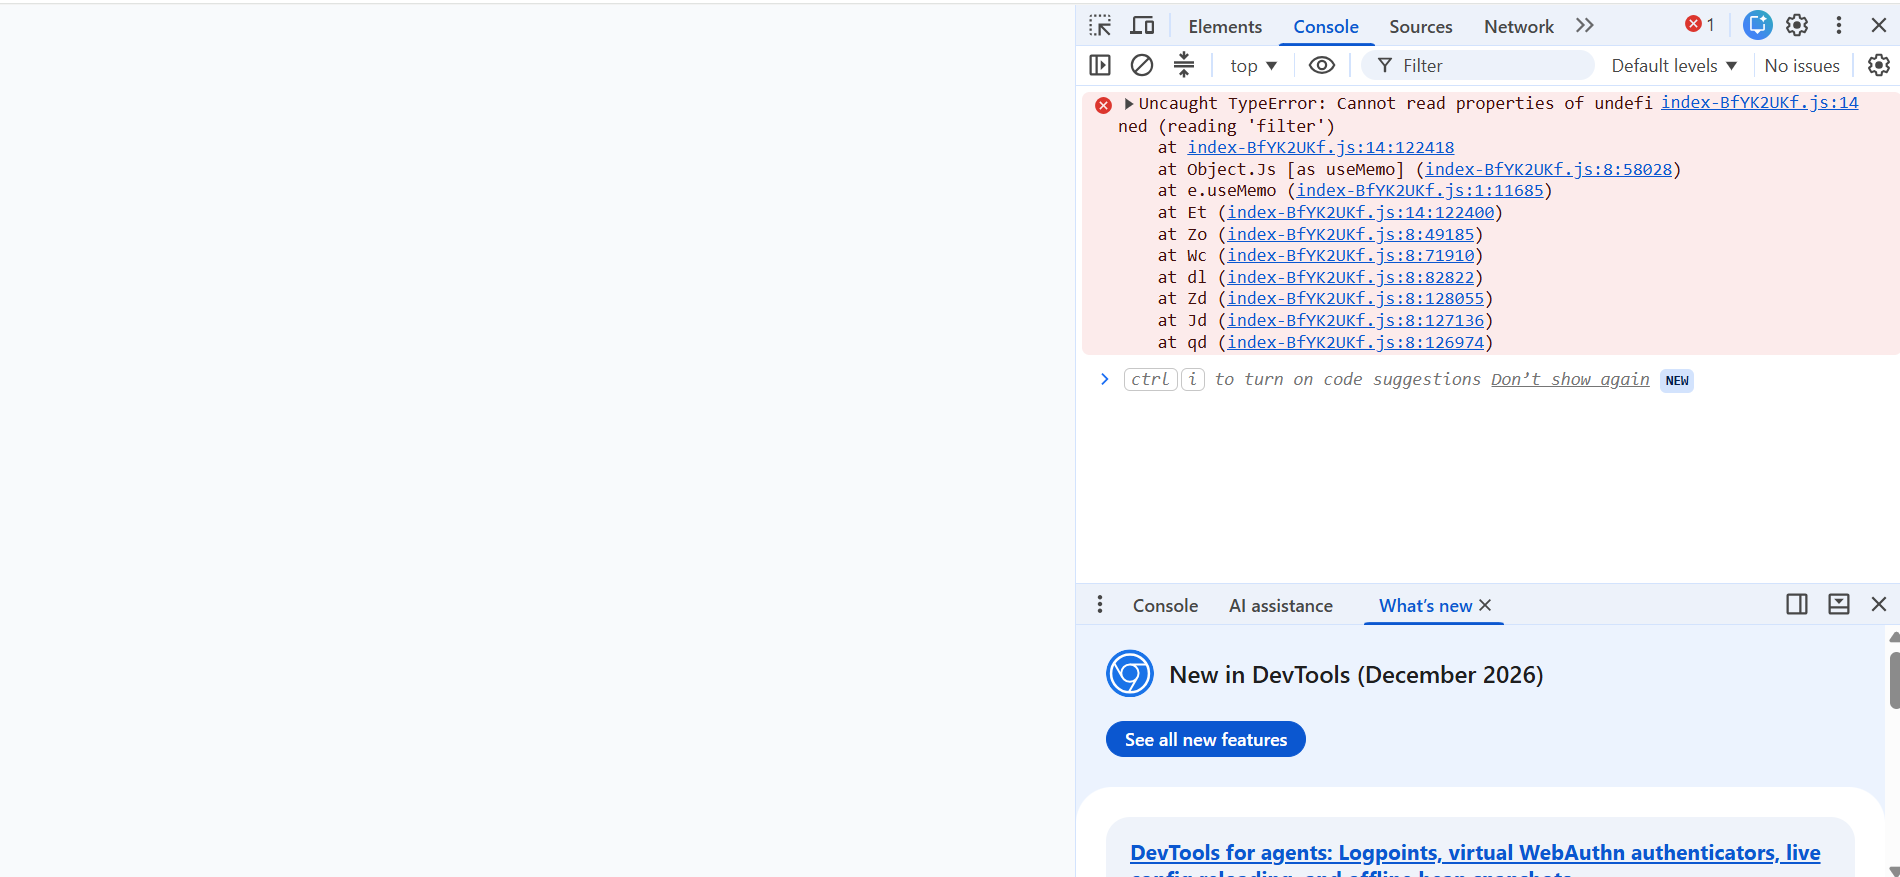 Elements Console Sources Network 1
top Filter Default levels No issues
Uncaught TypeError: Cannot read properties of undefi index-BfYK2UKf.js:14
ned (reading 'filter')
at index-BfYK2UKf.js:14:122418
at Object.Js [as useMemo] (index-BfYK2UKf.js:8:58028)
at e.useMemo (index-BfYK2UKf.js:1:11685)
at Et (index-BfYK2UKf.js:14:122400)
at Zo (index-BfYK2UKf.js:8:49185)
at Wc (index-BfYK2UKf.js:8:71910)
at dl (index-BfYK2UKf.js:8:82822)
at Zd (index-BfYK2UKf.js:8:128055)
at Jd (index-BfYK2UKf.js:8:127136)
at qd (index-BfYK2UKf.js:8:126974)
ctrl i to turn on code suggestions Don't show again NEW
Console AI assistance What's new
New in DevTools (December 2026)
See all new features
DevTools for agents: Logpoints, virtual WebAuthn authenticators, live
config reloading, and offline heap snapshots